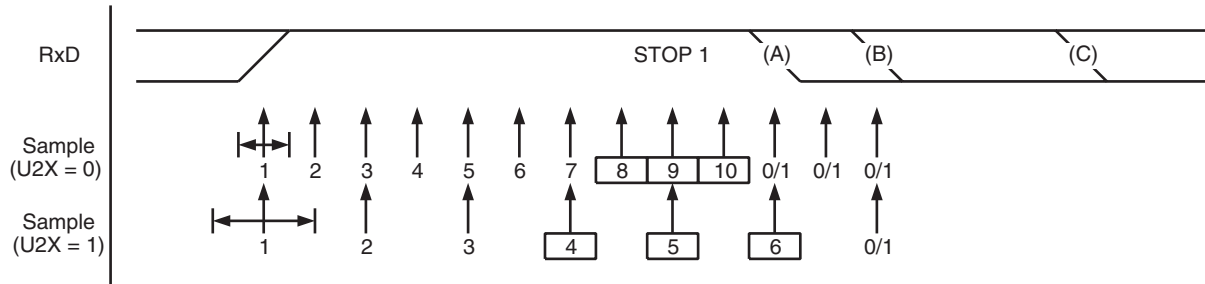 RxD STOP 1 (A) (B) (C)
Sample
(U2X = 0)
1 2 3 4 5 6 7 8 9 10 0/1 0/1 0/1
Sample
(U2X = 1)
1 2 3 4 5 6 0/1